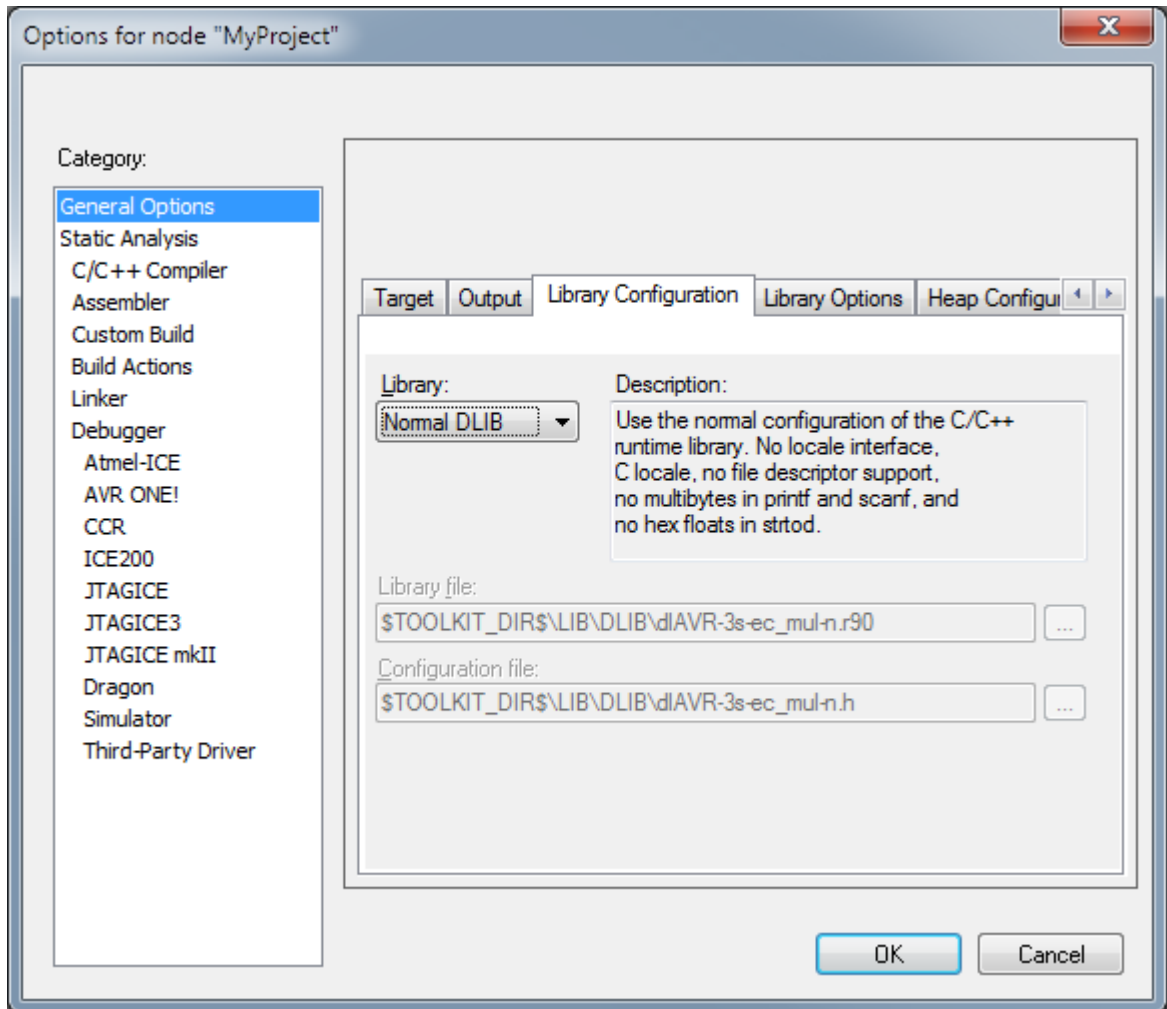 Options for node "MyProject"
Category:
General Options
Static Analysis
C/C++ Compiler
Assembler
Custom Build
Build Actions
Linker
Debugger
Atmel-ICE
AVR ONE!
CCR
ICE200
JTAGICE
JTAGICE3
JTAGICE mkII
Dragon
Simulator
Third-Party Driver
Target Output Library Configuration Library Options Heap Configur
Library:
Normal DLIB
Description:
Use the normal configuration of the C/C++
runtime library. No locale interface,
C locale, no file descriptor support,
no multibytes in printf and scanf, and
no hex floats in strtod.
Library file:
$TOOLKIT_DIR$\LIB\DLIB\dlAVR-3s-ec_mul-n.r90
...
Configuration file:
$TOOLKIT_DIR$\LIB\DLIB\dlAVR-3s-ec_mul-n.h
...
OK Cancel